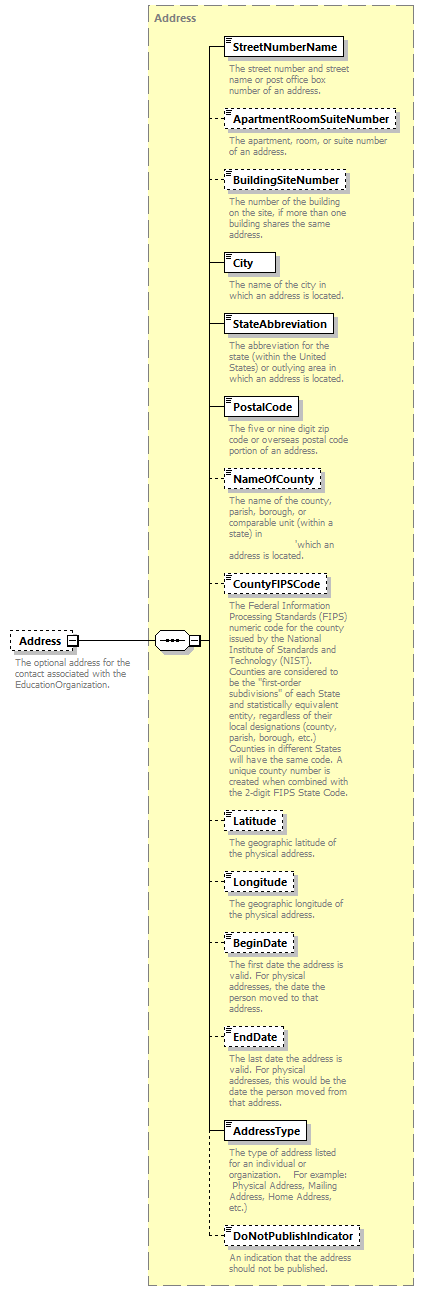 Address
StreetNumberName
The street number and street
name or post office box
number of an address.
ApartmentRoomSuiteNumber
The apartment, room, or suite number
of an address.
BuildingSiteNumber
The number of the building
on the site, if more than one
building shares the same
address.
City
The name of the city in
which an address is located.
StateAbbreviation
The abbreviation for the
state (within the United
States) or outlying area in
which an address is located.
PostalCode
The five or nine digit zip
code or overseas postal code
portion of an address.
NameOfCounty
The name of the county,
parish, borough, or
comparable unit (within a
state) in
'which an
address is located.
CountyFIPSCode
The Federal Information
Processing Standards (FIPS)
numeric code for the county
issued by the National
Institute of Standards and
Technology (NIST).
Counties are considered to
be the "first-order
subdivisions" of each State
and statistically equivalent
entity, regardless of their
local designations (county,
parish, borough, etc.)
Counties in different States
will have the same code. A
unique county number is
created when combined with
the 2-digit FIPS State Code.
Address
The optional address for the
contact associated with the
EducationOrganization.
Latitude
The geographic latitude of
the physical address.
Longitude
The geographic longitude of
the physical address.
BeginDate
The first date the address is
valid. For physical
addresses, the date the
person moved to that
address.
EndDate
The last date the address is
valid. For physical
addresses, this would be the
date the person moved from
that address.
AddressType
The type of address listed
for an individual or
organization. For example:
Physical Address, Mailing
Address, Home Address,
etc.)
DoNotPublishIndicator
An indication that the address
should not be published.